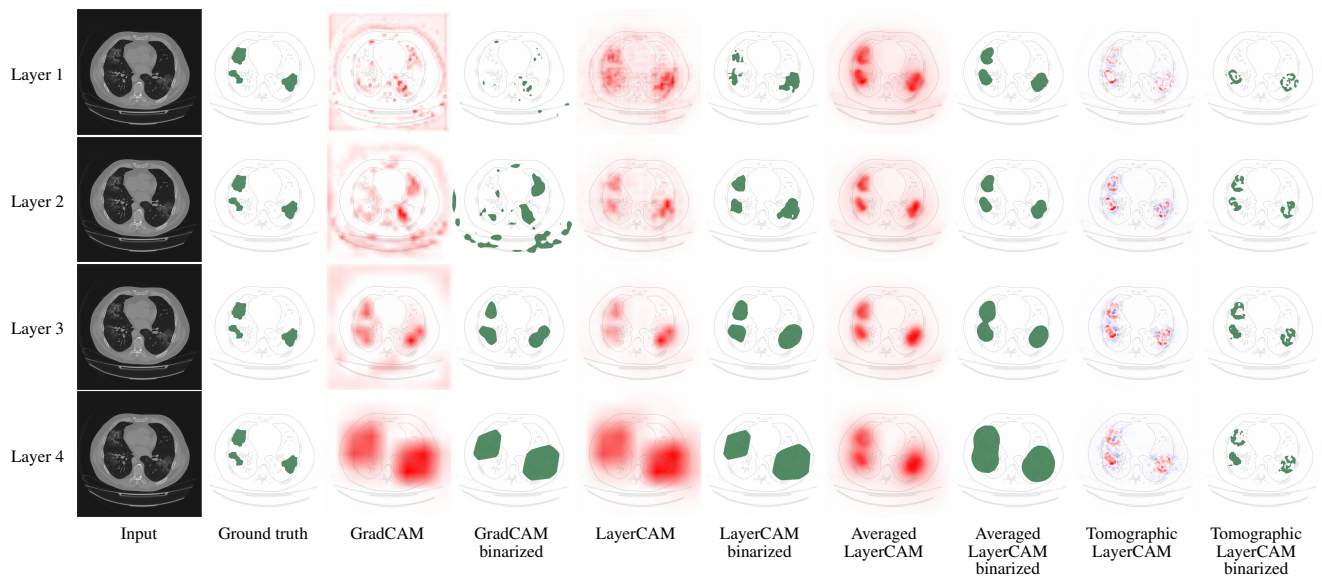 Layer 1
Layer 2
Layer 3
Layer 4
Input
Ground truth
GradCAM
GradCAM
binarized
LayerCAM
LayerCAM
binarized
Averaged
LayerCAM
Averaged
LayerCAM
binarized
Tomographic
LayerCAM
Tomographic
LayerCAM
binarized